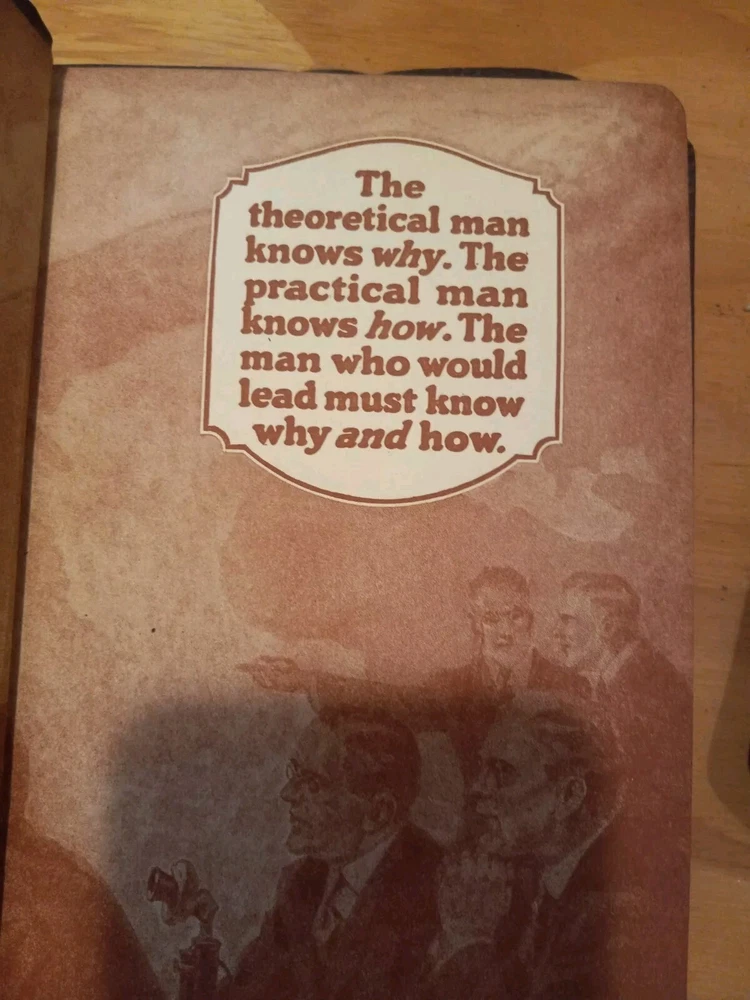 The
theoretical man
knows why. The
practical man
knows how. The
man who would
lead must know
why and how.